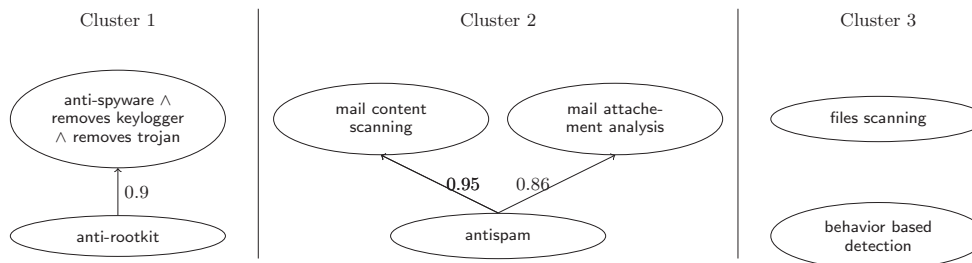 Cluster 1
Cluster 2
Cluster 3
anti-spyware ∧
removes keylogger
∧ removes trojan
mail content
scanning
mail attache-
ment analysis
files scanning
0.9
0.95
0.86
anti-rootkit
antispam
behavior based
detection